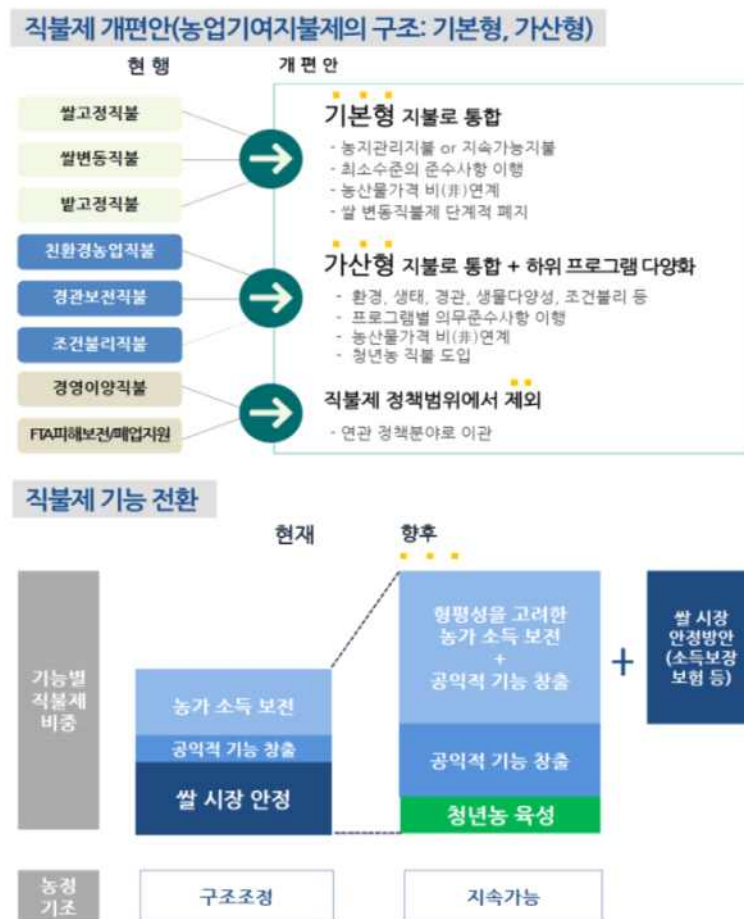 직불제 개편안(농업기여지불제의 구조: 기본형, 가산형)
현 행
개 편 안
쌀고정직불
쌀변동직불
밭고정직불
친환경농업직불
경관보전직불
조건불리직불
경영이양직불
FTA피해보전/폐업지원
기본형 지불로 통합
- 농지관리지불 or 지속가능지불
- 최소수준의 준수사항 이행
- 농산물가격 비(非)연계
- 쌀 변동직불제 단계적 폐지
가산형 지불로 통합 + 하위 프로그램 다양화
- 환경, 생태, 경관, 생물다양성, 조건불리 등
- 프로그램별 의무준수사항 이행
- 농산물가격 비(非)연계
- 청년농 직불 도입
직불제 정책범위에서 제외
- 연관 정책분야로 이관
직불제 기능 전환
현재
향후
기능별
직불제
비중
농가 소득 보전
공익적 기능 창출
쌀 시장 안정
형평성을 고려한
농가 소득 보전
+
공익적 기능 창출
공익적 기능 창출
청년농 육성
+
쌀 시장
안정방안
(소득보장
보험 등)
농정
기조
구조조정
지속가능